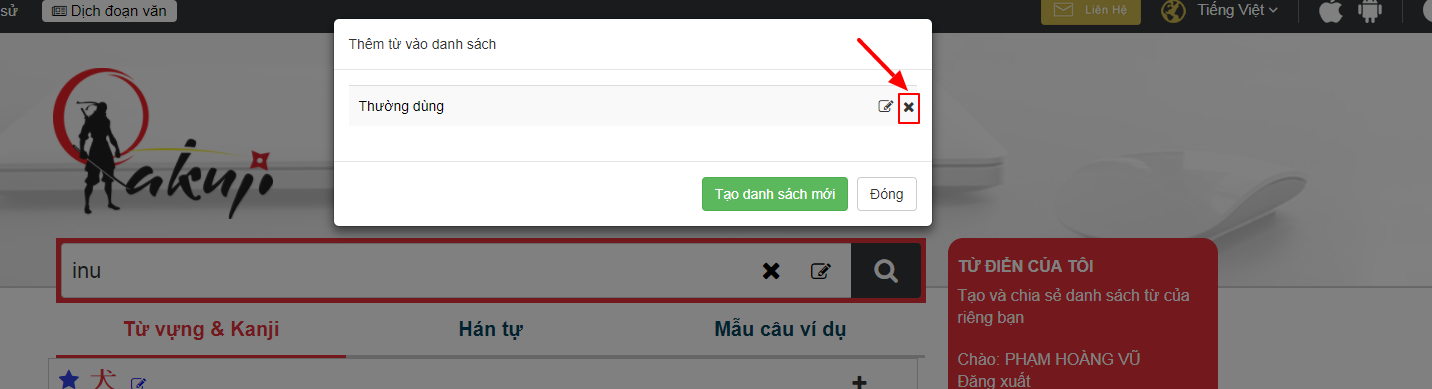 sử
Dịch đoạn văn
Liên Hệ
Tiếng Việt
Thêm từ vào danh sách
Thường dùng
Tạo danh sách mới
Đóng
akuji
inu
TỪ ĐIỂN CỦA TÔI
Tạo và chia sẻ danh sách từ của
riêng bạn
Từ vựng & Kanji
Hán tự
Mẫu câu ví dụ
Chào: PHẠM HOÀNG VŨ
Đăng xuất
犬